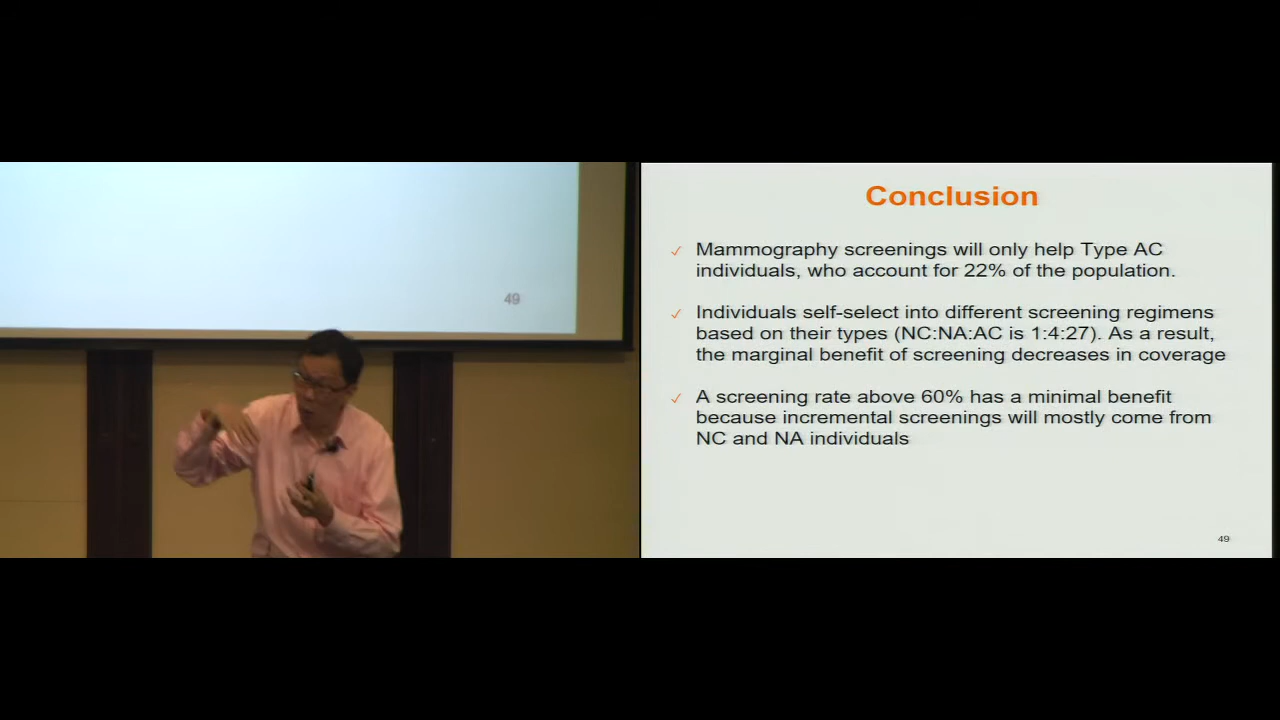 49
Conclusion
✓ Mammography screenings will only help Type AC
individuals, who account for 22% of the population.
✓ Individuals self-select into different screening regimens
based on their types (NC:NA:AC is 1:4:27). As a result,
the marginal benefit of screening decreases in coverage
✓ A screening rate above 60% has a minimal benefit
because incremental screenings will mostly come from
NC and NA individuals
49